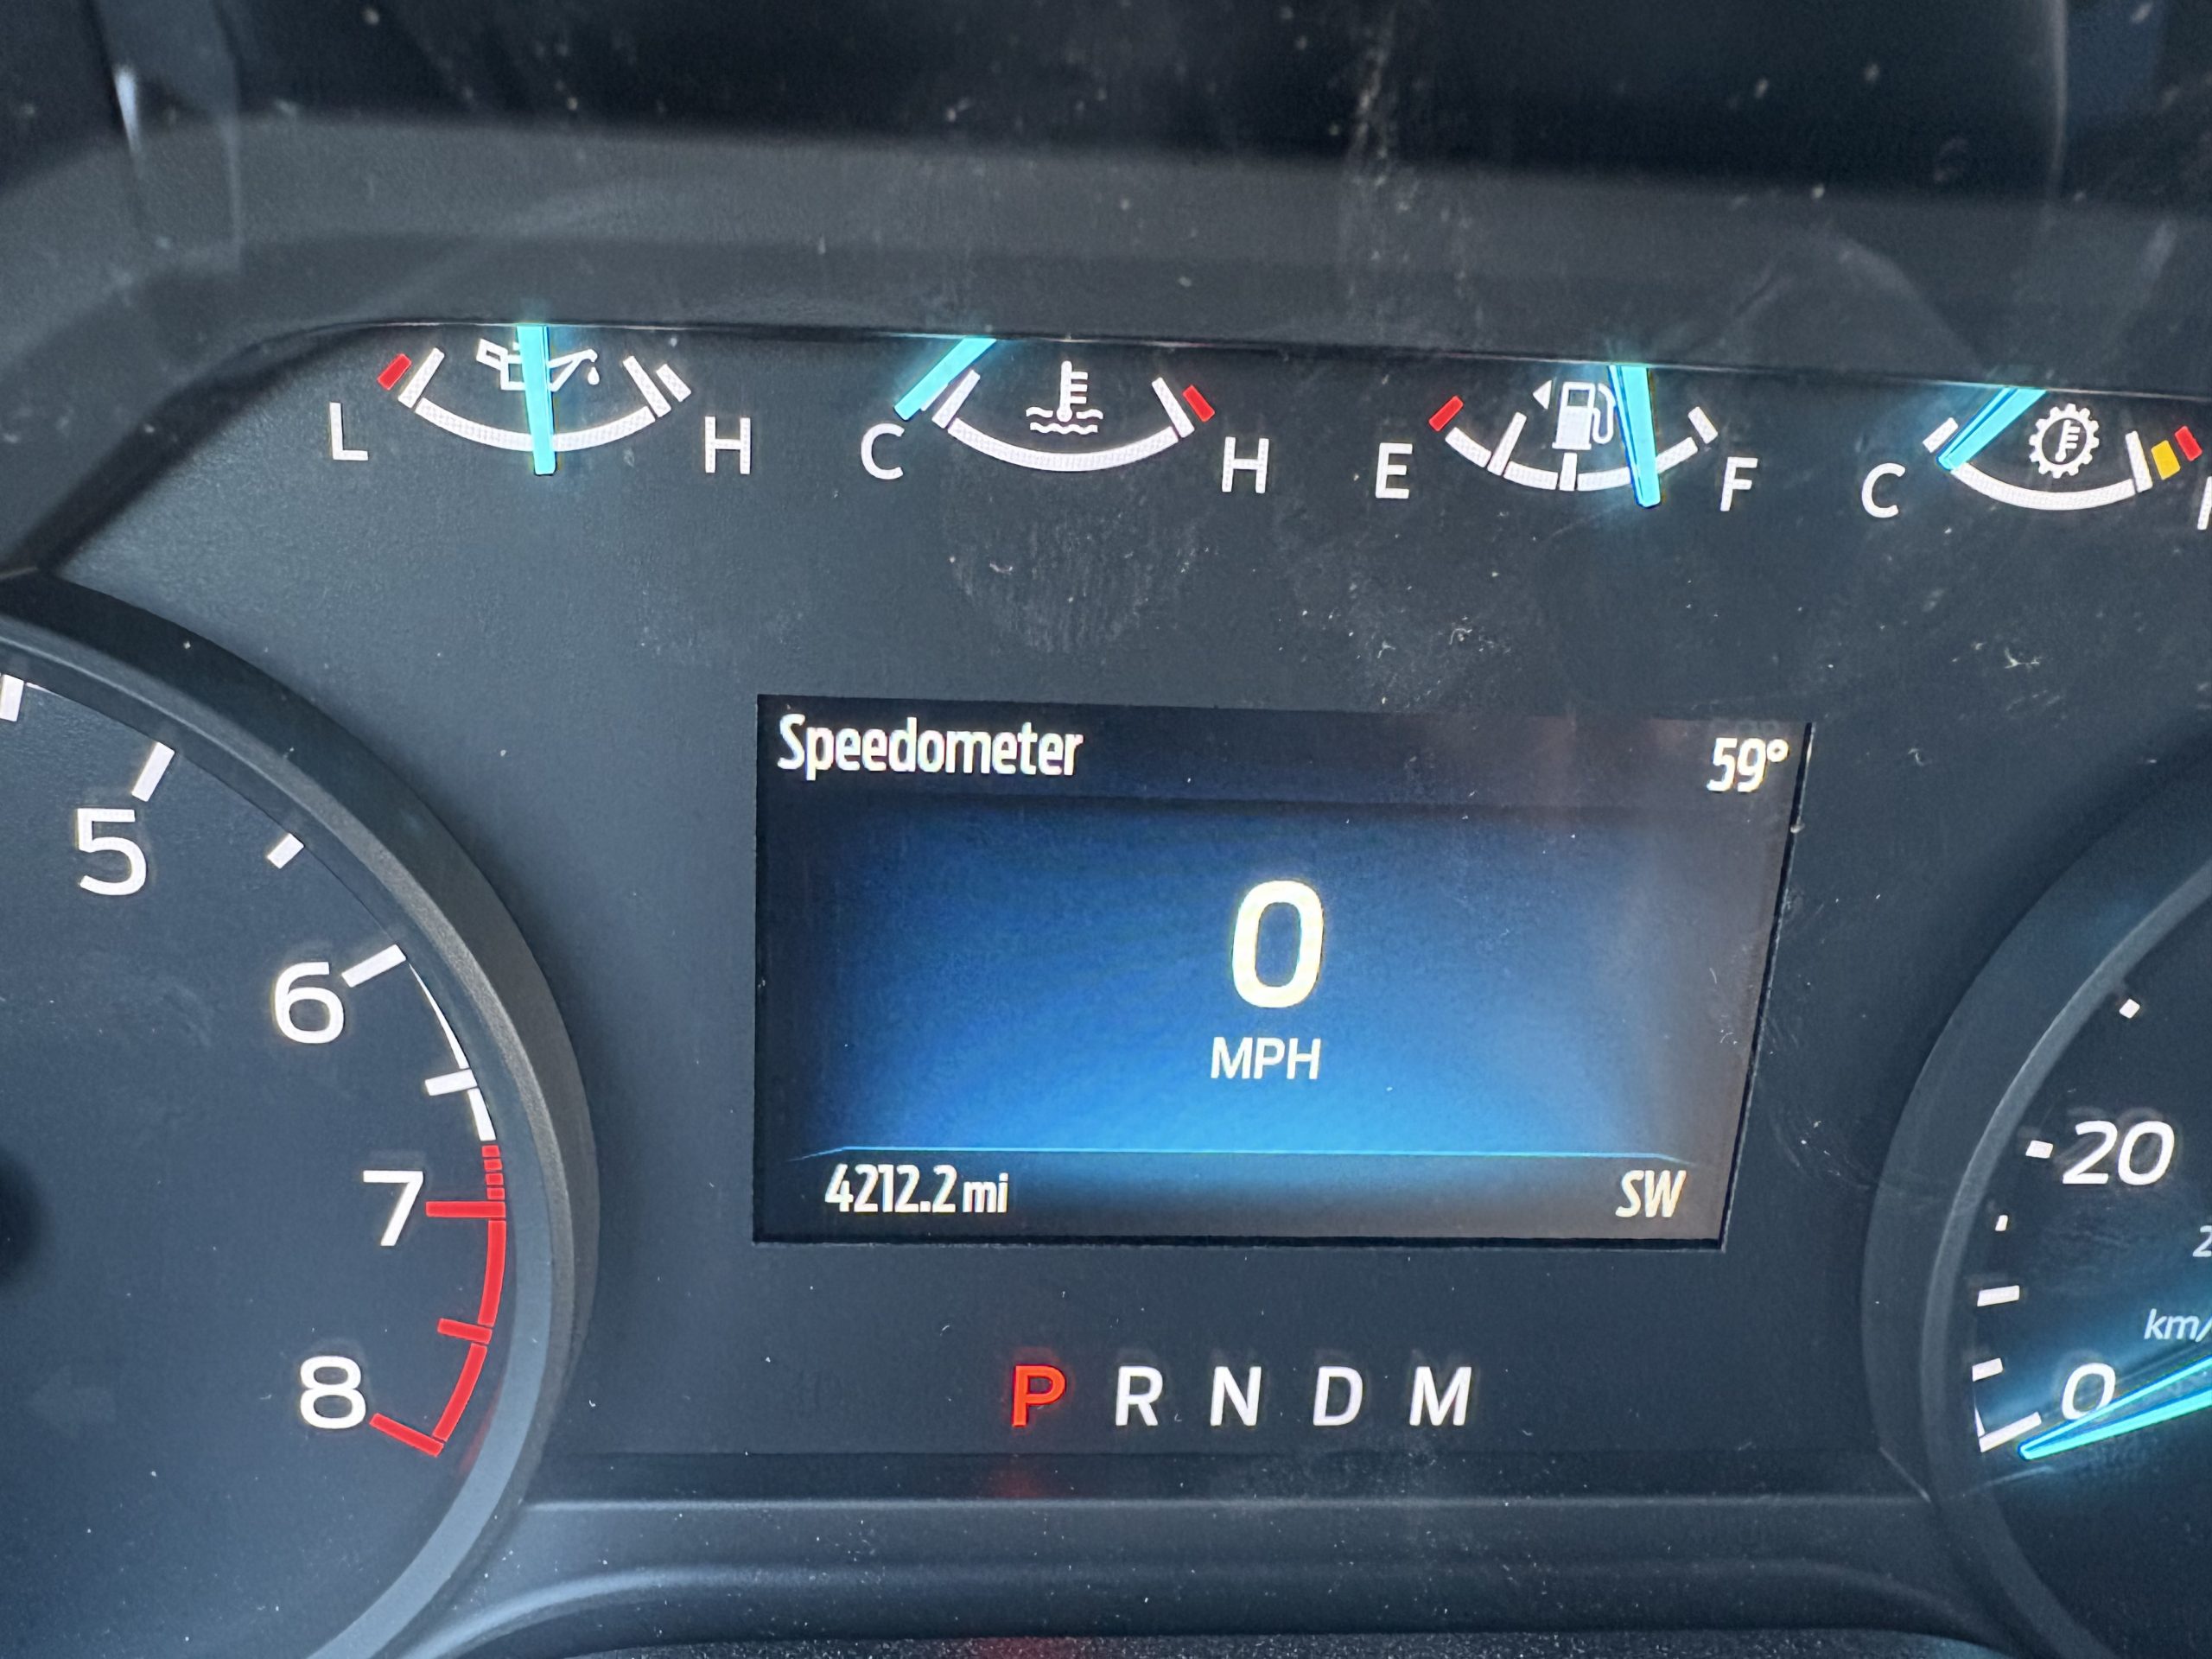 L H C H E F C
Speedometer 59°
5
0
6
MPH
20
7
4212.2 mi SW
km/
8
0
P R N D M